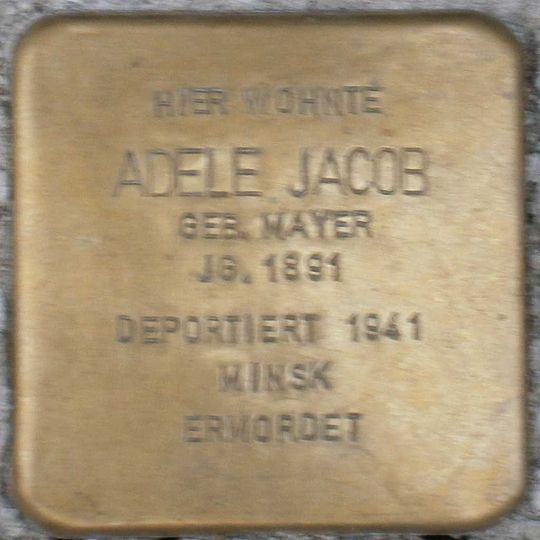 HIER WOHNTE
ADELE JACOB
GEB. MAYER
JG. 1891
DEPORTIERT 1941
MINSK
ERMORDET